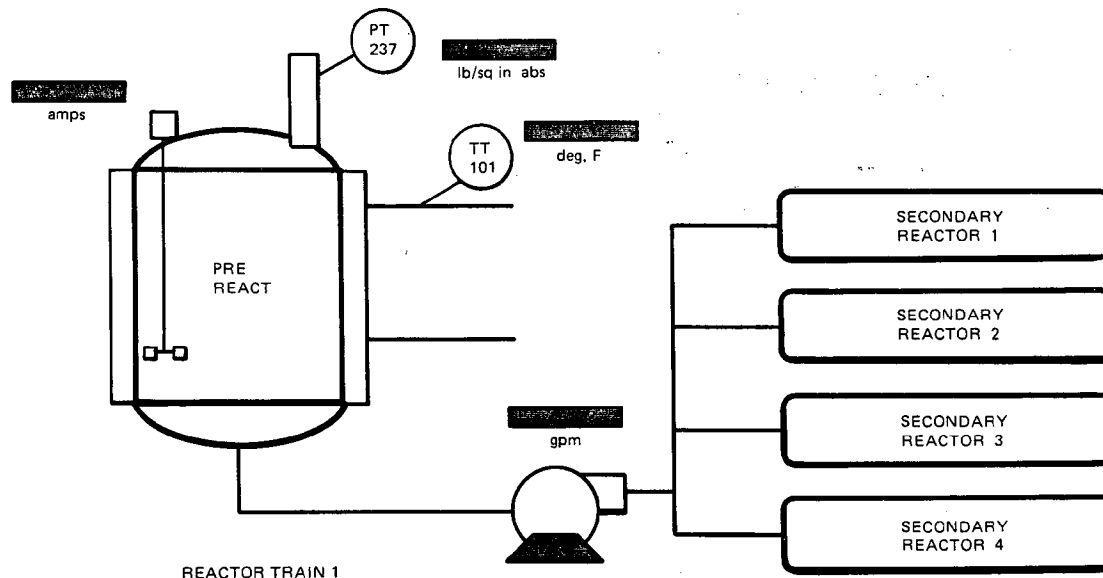 PT
237
lb/sq in abs
amps
TT
101
deg, F
PRE
REACT
SECONDARY
REACTOR 1
SECONDARY
REACTOR 2
SECONDARY
REACTOR 3
gpm
SECONDARY
REACTOR 4
REACTOR TRAIN 1